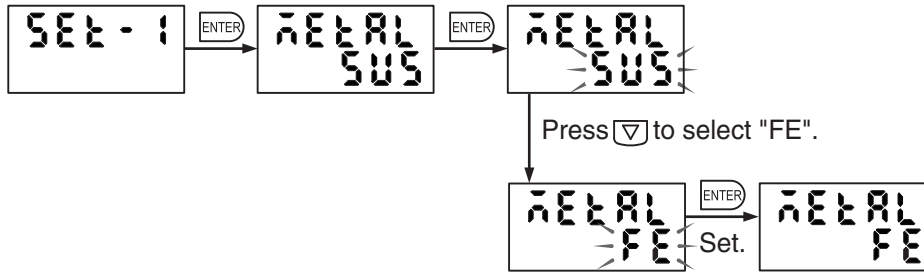 SEt-1
ENTER
METAL
SUS
ENTER
METAL
SUS
Press ▽ to select "FE".
METAL
FE
ENTER
Set.
METAL
FE